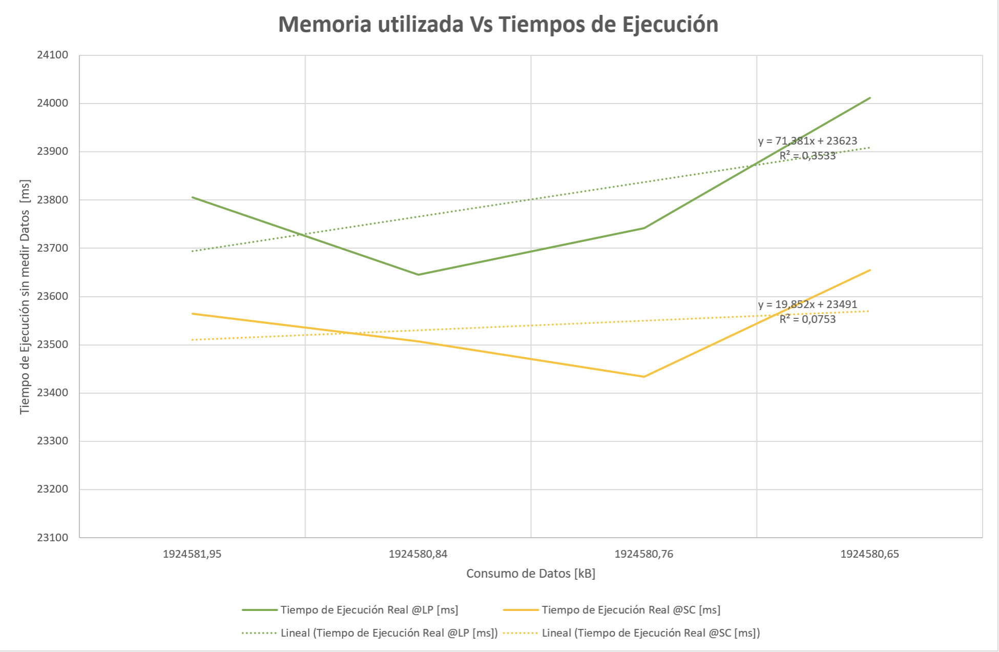 Memoria utilizada Vs Tiempos de Ejecución
24100
24000
23900
23800
23700
23600
23500
23400
23300
23200
23100
Tiempo de Ejecución sin medir Datos  [ms]
y = 71,381x + 23623
R² = 0,3533
y = 19,852x + 23491
R² = 0,0753
1924581,95
1924580,84
1924580,76
1924580,65
Consumo de Datos [kB]
Tiempo de Ejecución Real @LP [ms]
Tiempo de Ejecución Real @SC [ms]
Lineal (Tiempo de Ejecución Real @LP [ms])
Lineal (Tiempo de Ejecución Real @SC [ms])